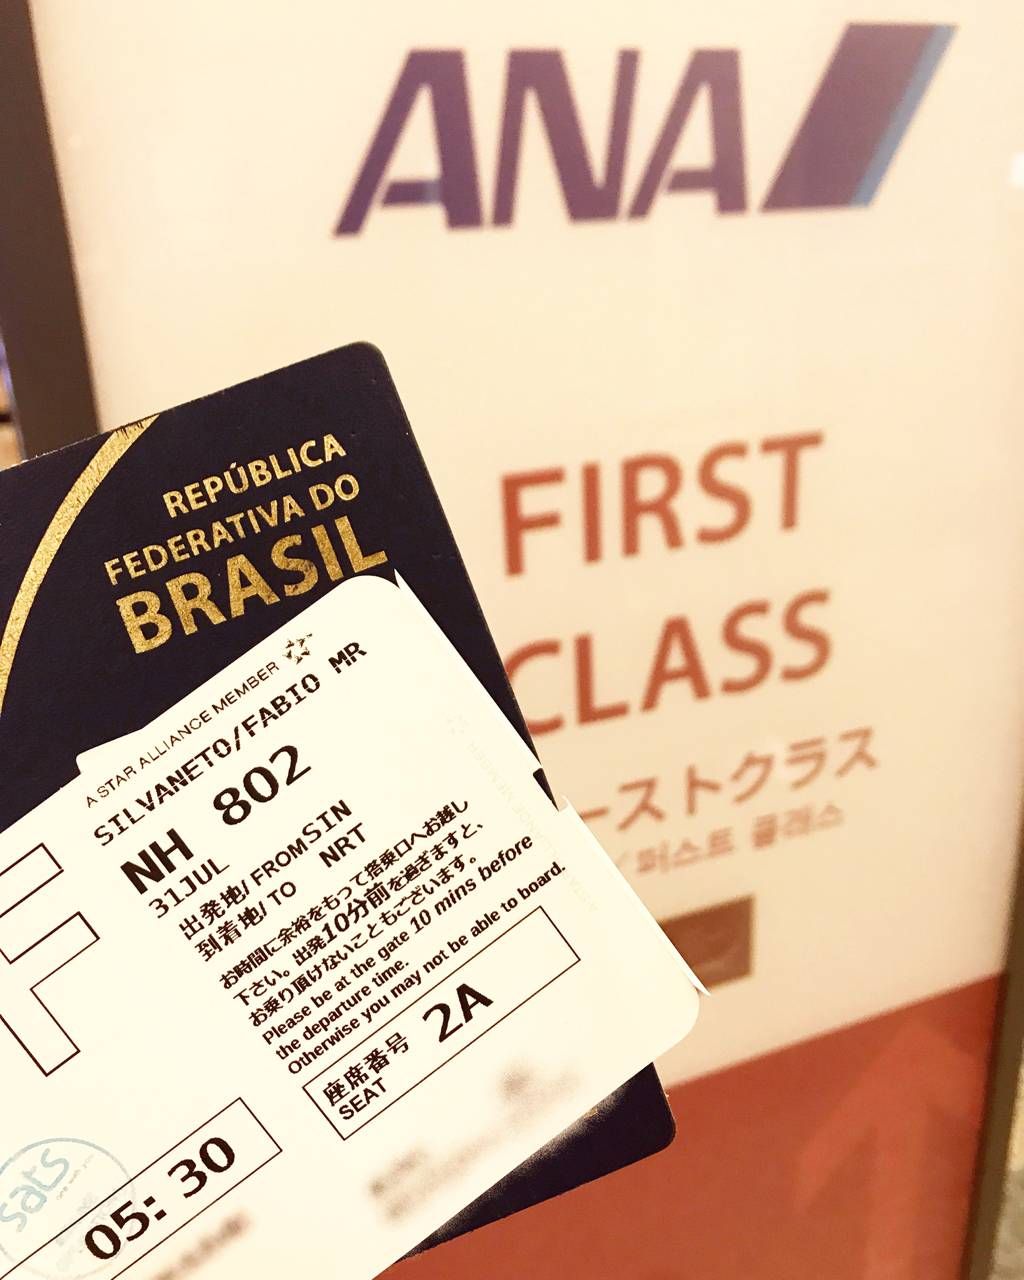 ANA
FIRST
CLASS
ーストクラス
/ 퍼스트 클래스
REPÚBLICA
FEDERATIVA DO
BRASIL
A STAR ALLIANCE MEMBER
SILVANETO/FABIO MR
NH 802
31JUL
出発地/FROM SIN
到着地/TO NRT
お時間に余裕をもって搭乗口へお越し
下さい。出発10分前を過ぎますと、
お乗り頂けないこともございます。
Please be at the gate 10 mins before
the departure time.
Otherwise you may not be able to board.
座席番号 2A
SEAT
F
05:30
sats